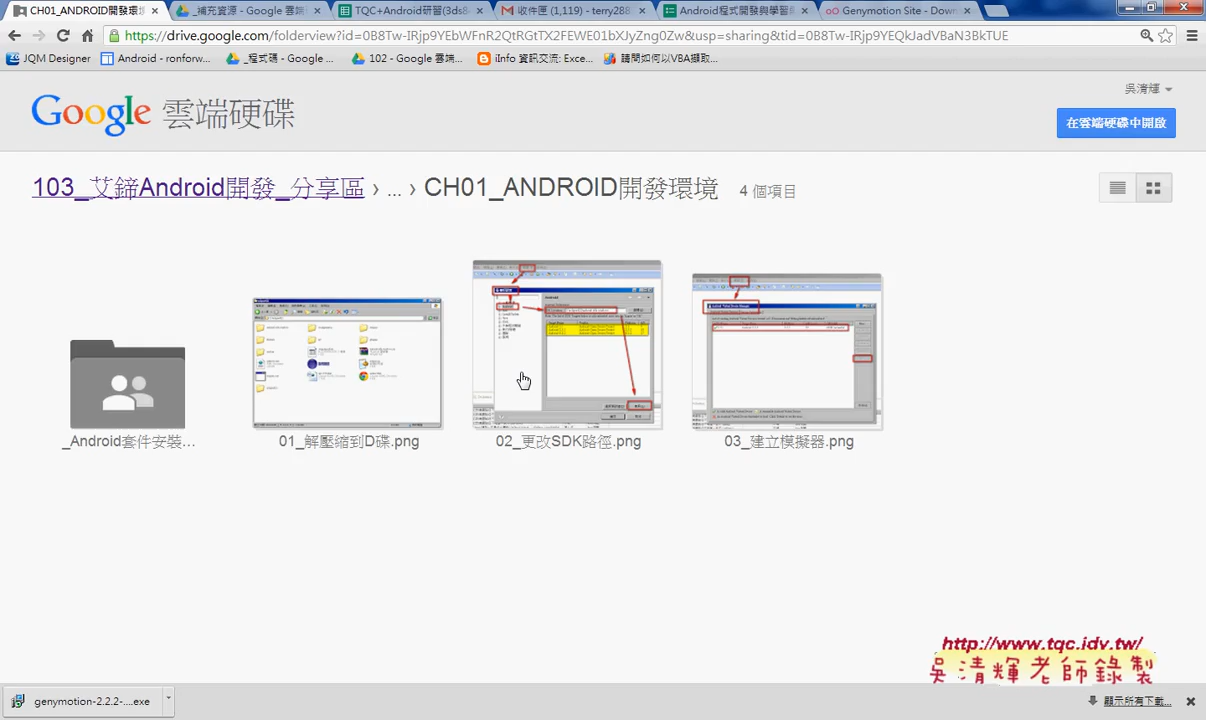 CH01_ANDROID開發環境
_補充資源 - Google 雲端
TQC+Android研習(3ds8-
收件匣 (1,119) - terry288
Android程式開發與學習
Genymotion Site - Down
https://drive.google.com/folderview?id=0B8Tw-IRjp9YEbWFnR2QtRGtTX2FEWE01bXJyZng0Zw&usp=sharing&tid=0B8Tw-IRjp9YEQkJadVBaN3BkTUE
JQM Designer
Android - ronforw...
_程式碼 - Google ...
102 - Google 雲端...
iInfo 資訊交流: Exce...
請問如何以VBA擷取...
吳清輝
Google 雲端硬碟
在雲端硬碟中開啟
103_艾鍗Android開發_分享區 › ... › CH01_ANDROID開發環境 4 個項目
_Android套件安裝...
01_解壓縮到D碟.png
02_更改SDK路徑.png
03_建立模擬器.png
http://www.tqc.idv.tw/
吳清輝老師錄製
genymotion-2.2.2-....exe
顯示所有下載...